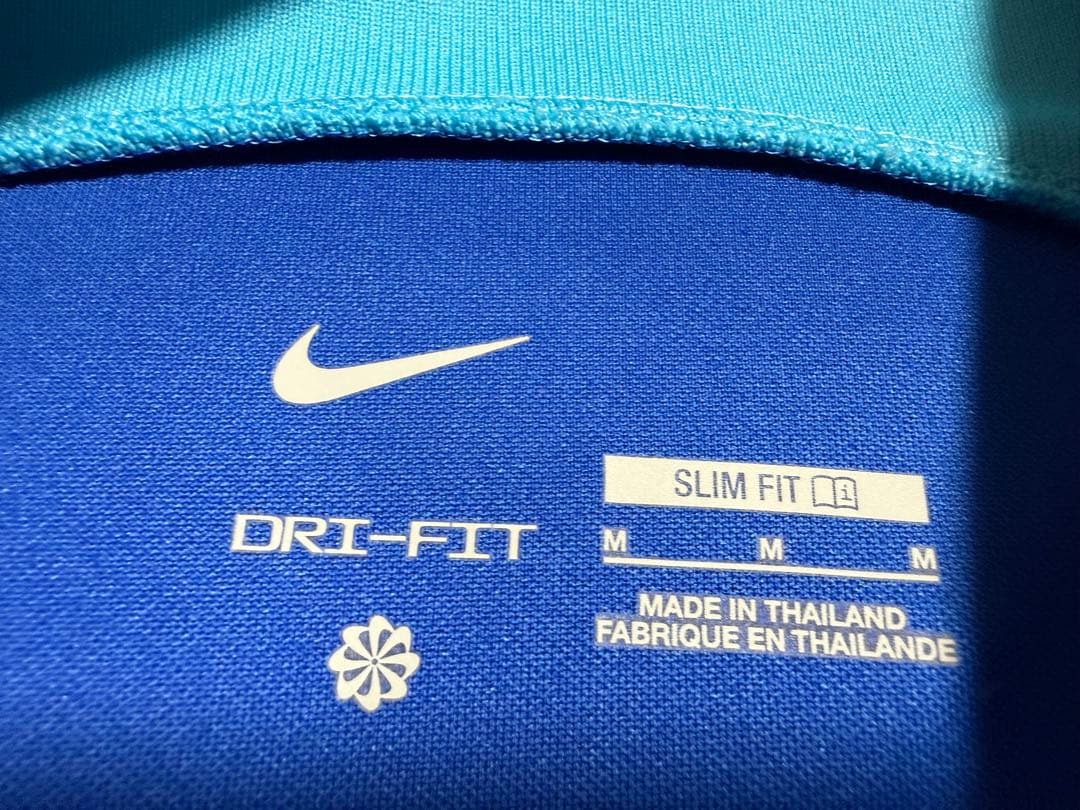 DRI-FIT
SLIM FIT
M M M
MADE IN THAILAND
FABRIQUE EN THAILANDE